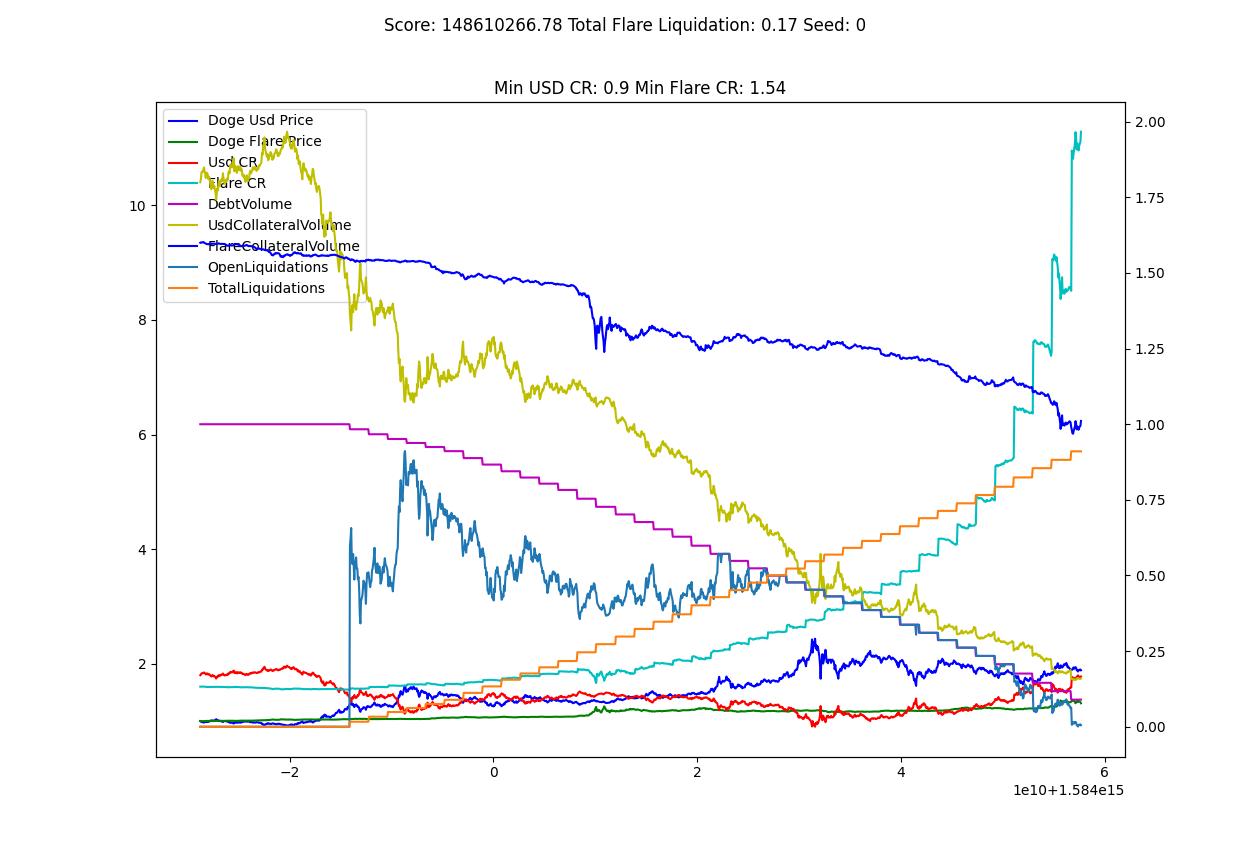 Score: 148610266.78 Total Flare Liquidation: 0.17 Seed: 0
Min USD CR: 0.9 Min Flare CR: 1.54
Doge Usd Price
Doge Flare Price
Usd CR
Flare CR
DebtVolume
UsdCollateralVolume
FlareCollateralVolume
OpenLiquidations
TotalLiquidations
10
8
6
4
2
2.00
1.75
1.50
1.25
1.00
0.75
0.50
0.25
0.00
−2
0
2
4
6
1e10+1.584e15